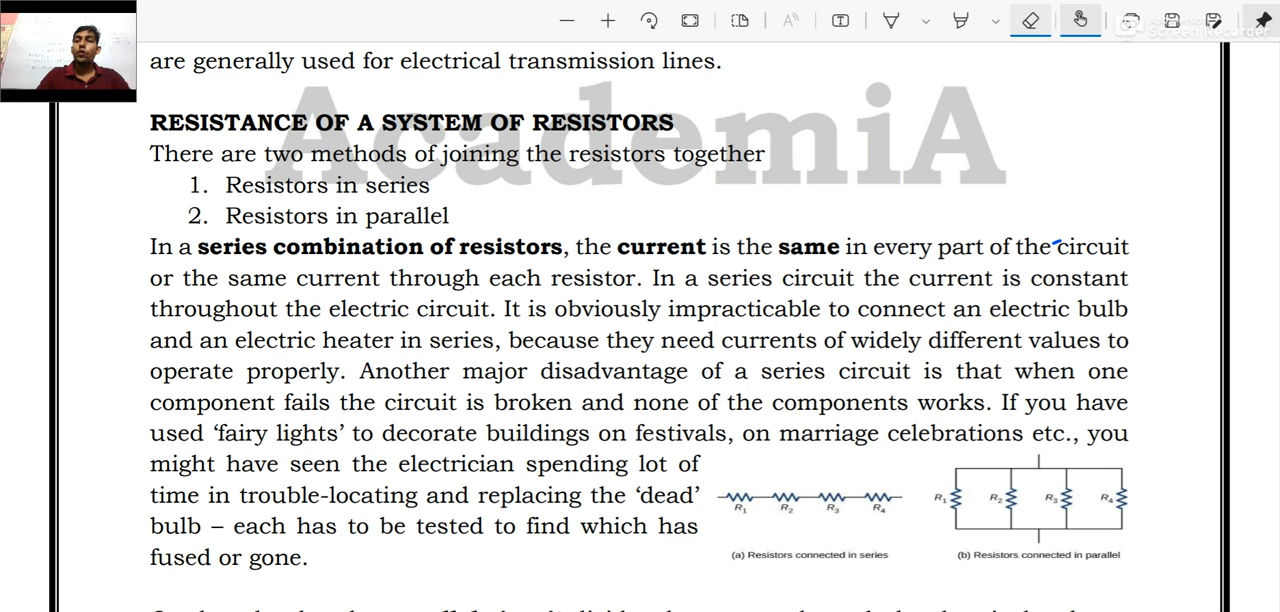 are generally used for electrical transmission lines.
AcademiA
RESISTANCE OF A SYSTEM OF RESISTORS
There are two methods of joining the resistors together
1. Resistors in series
2. Resistors in parallel
In a series combination of resistors, the current is the same in every part of the circuit
or the same current through each resistor. In a series circuit the current is constant
throughout the electric circuit. It is obviously impracticable to connect an electric bulb
and an electric heater in series, because they need currents of widely different values to
operate properly. Another major disadvantage of a series circuit is that when one
component fails the circuit is broken and none of the components works. If you have
used ‘fairy lights’ to decorate buildings on festivals, on marriage celebrations etc., you
might have seen the electrician spending lot of
time in trouble-locating and replacing the ‘dead’
bulb – each has to be tested to find which has
fused or gone.
R1 R2 R3 R4
(a) Resistors connected in series
R1 R2 R3 R4
(b) Resistors connected in parallel
Screen Recorder